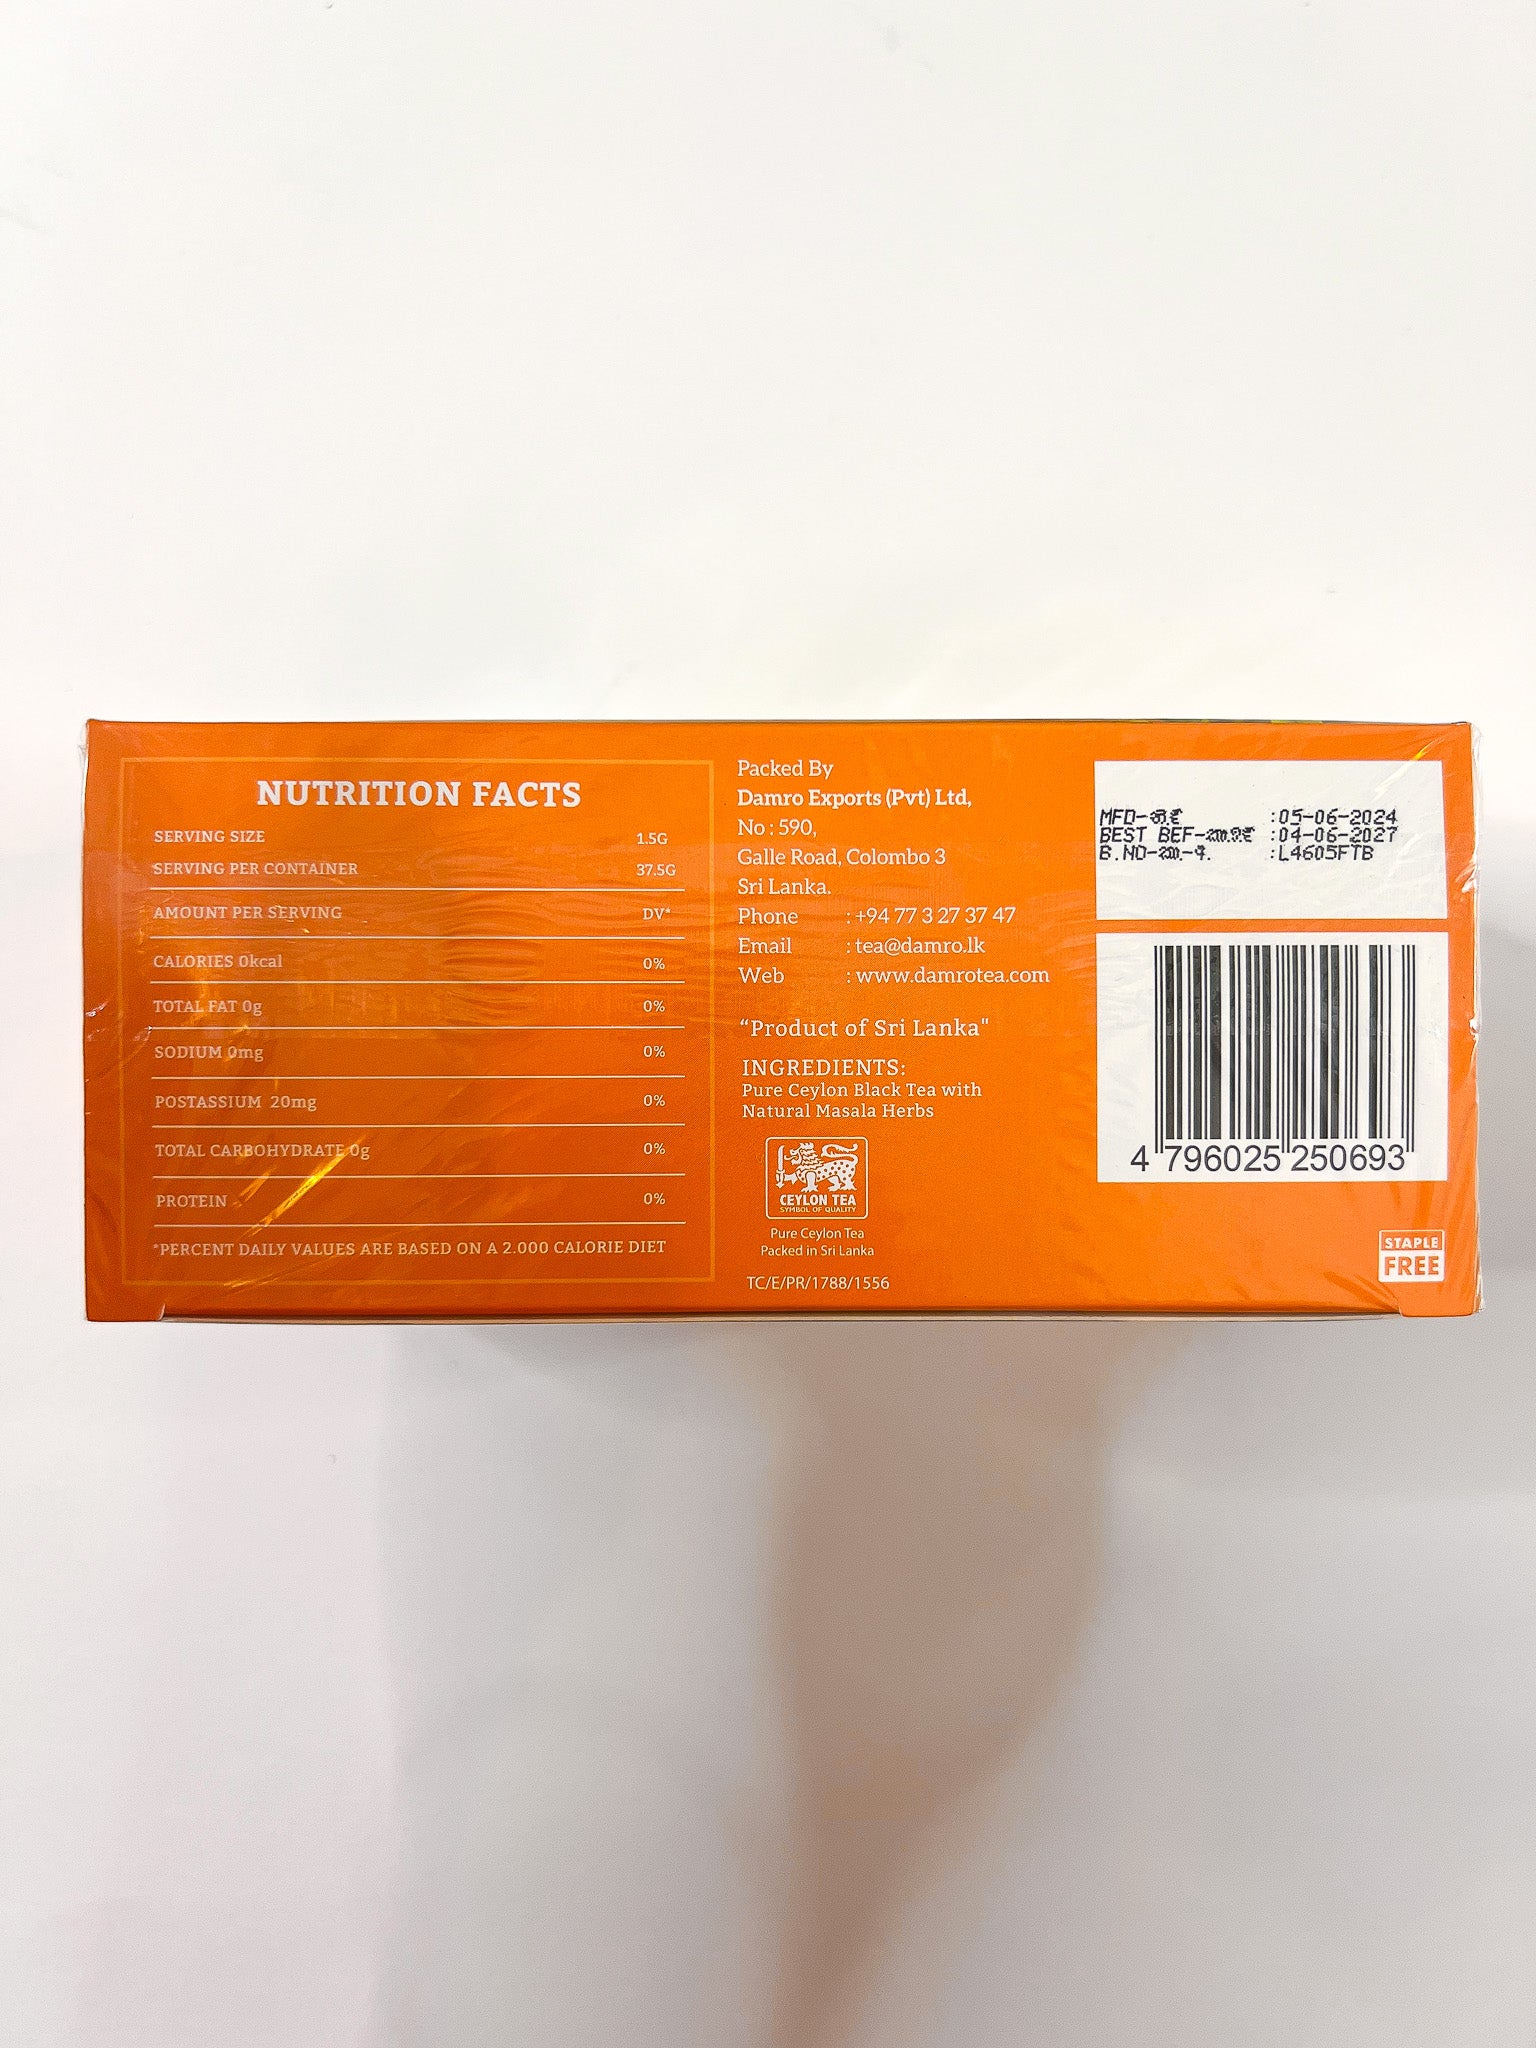 NUTRITION FACTS
SERVING SIZE 1.5G
SERVING PER CONTAINER 37.5G
AMOUNT PER SERVING DV*
CALORIES 0kcal 0%
TOTAL FAT 0g 0%
SODIUM 0mg 0%
POSTASSIUM 20mg 0%
TOTAL CARBOHYDRATE 0g 0%
PROTEIN 0%
*PERCENT DAILY VALUES ARE BASED ON A 2.000 CALORIE DIET
Packed By
Damro Exports (Pvt) Ltd,
No : 590,
Galle Road, Colombo 3
Sri Lanka.
Phone : +94 77 3 27 37 47
Email : tea@damro.lk
Web : www.damrotea.com
“Product of Sri Lanka"
INGREDIENTS:
Pure Ceylon Black Tea with
Natural Masala Herbs
CEYLON TEA
SYMBOL OF QUALITY
Pure Ceylon Tea
Packed in Sri Lanka
TC/E/PR/1788/1556
MFD- :05-06-2024
BEST BEF- :04-06-2027
B.NO- :L4605FTB
4 796025 250693
STAPLE
FREE